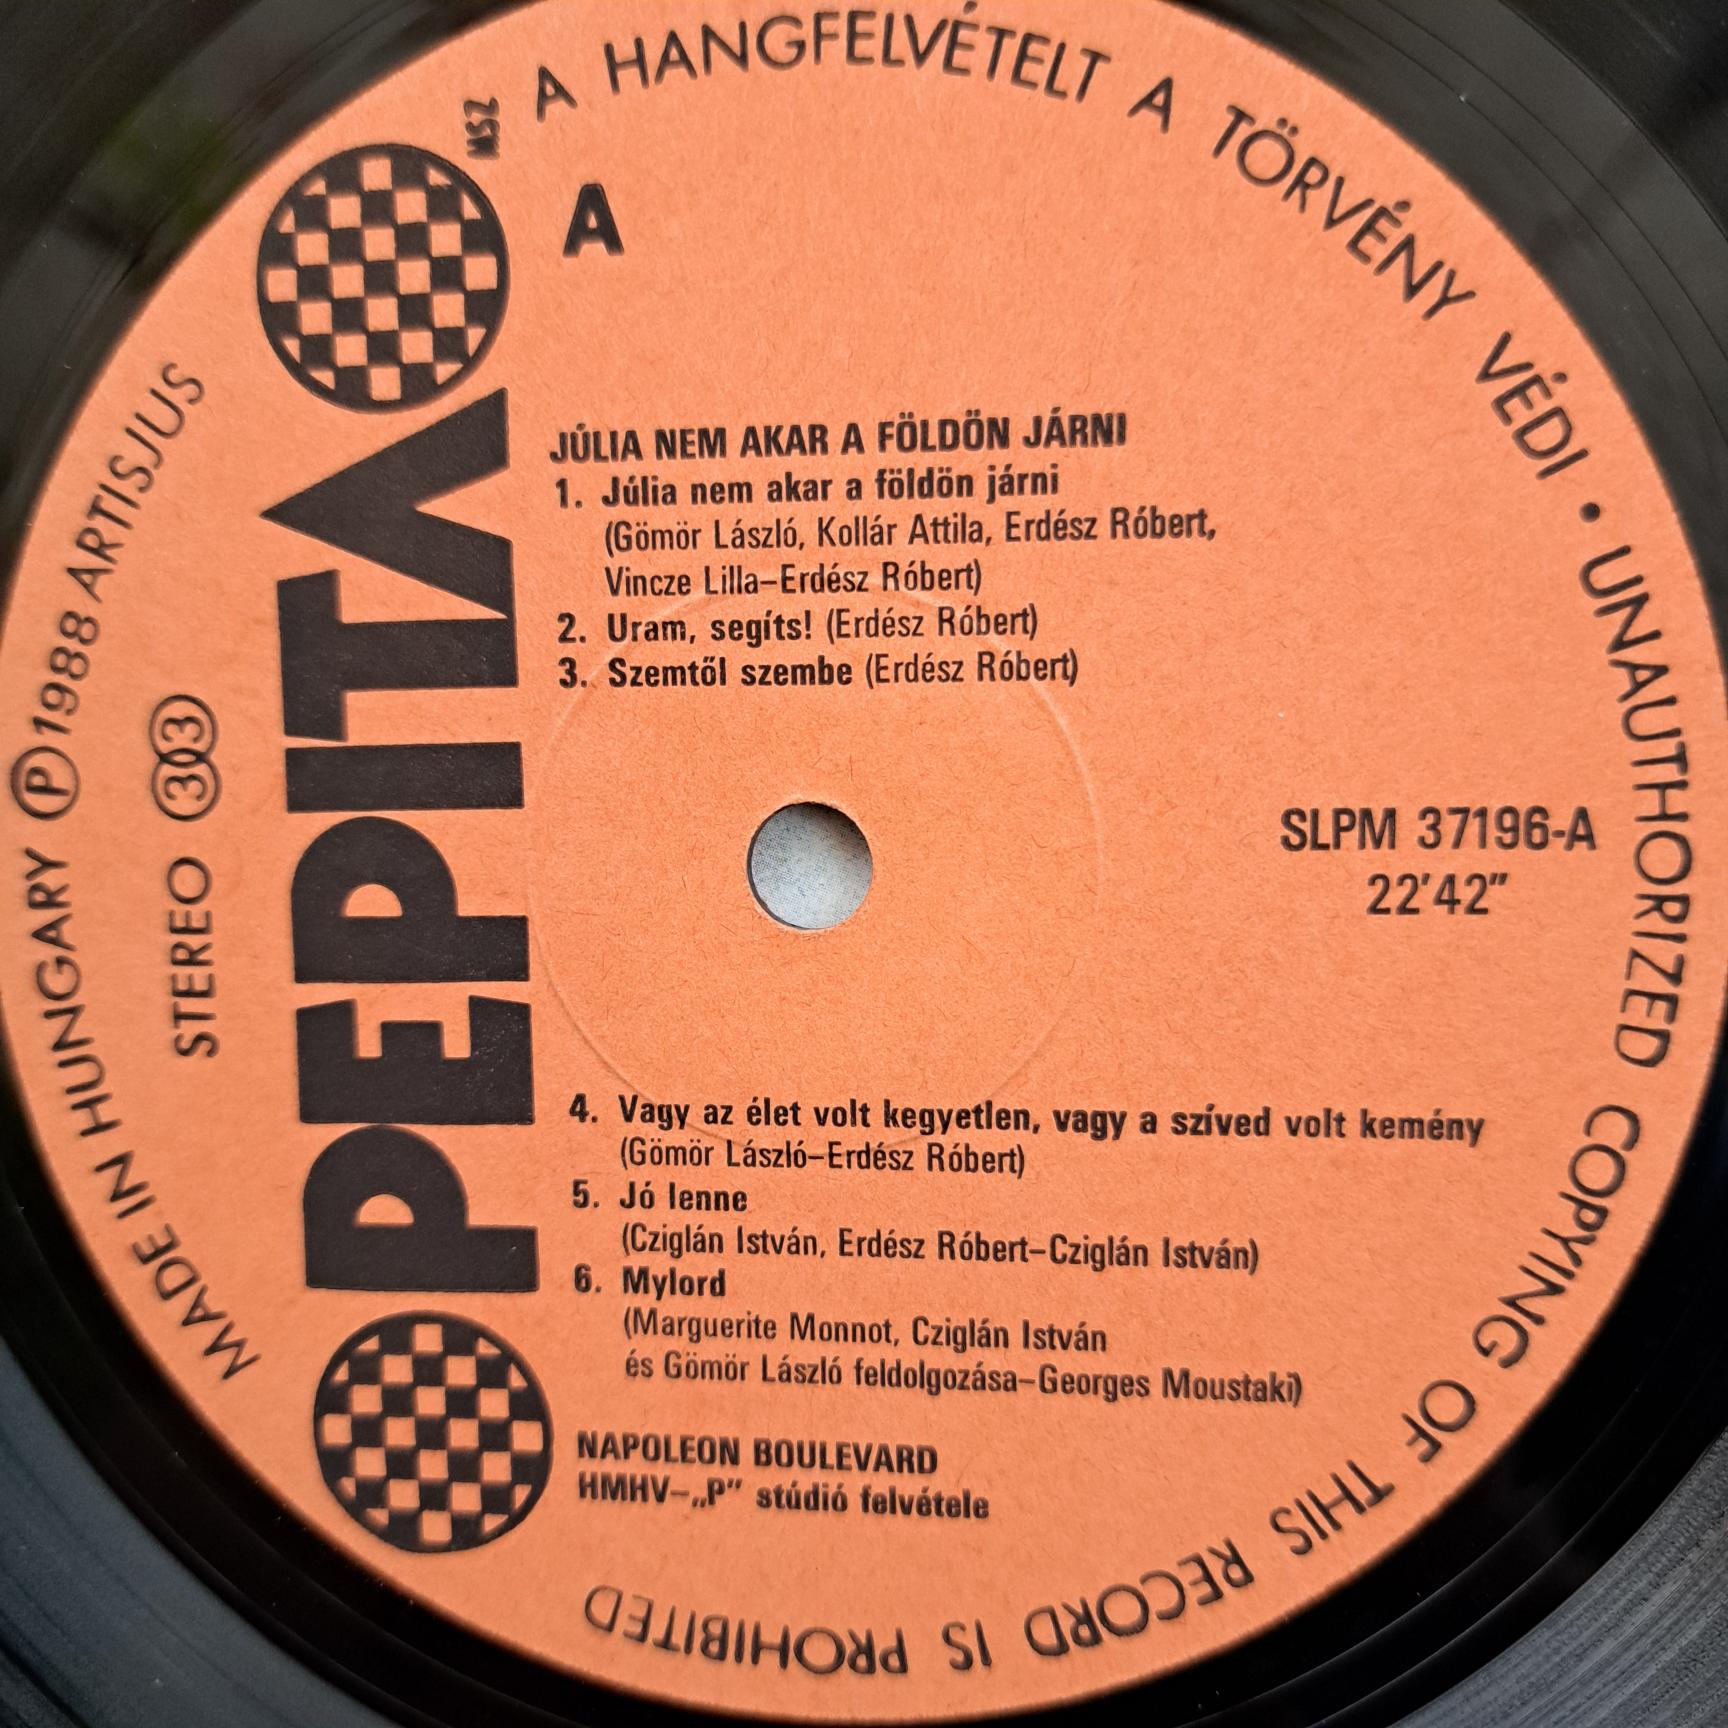 A HANGFELVÉTELT A TÖRVÉNY VÉDI • UNAUTHORIZED COPYING OF THIS RECORD IS PROHIBITED
MADE IN HUNGARY Ⓟ 1988 ARTISJUS
STEREO 33
PEPITA
MSZ
A
JÚLIA NEM AKAR A FÖLDÖN JÁRNI
1. Júlia nem akar a földön járni
(Gömör László, Kollár Attila, Erdész Róbert,
Vincze Lilla–Erdész Róbert)
2. Uram, segíts! (Erdész Róbert)
3. Szemtől szembe (Erdész Róbert)
SLPM 37196-A
22′42″
4. Vagy az élet volt kegyetlen, vagy a szíved volt kemény
(Gömör László–Erdész Róbert)
5. Jó lenne
(Cziglán István, Erdész Róbert–Cziglán István)
6. Mylord
(Marguerite Monnot, Cziglán István
és Gömör László feldolgozása–Georges Moustaki)
NAPOLEON BOULEVARD
HMHV–„P” stúdió felvétele